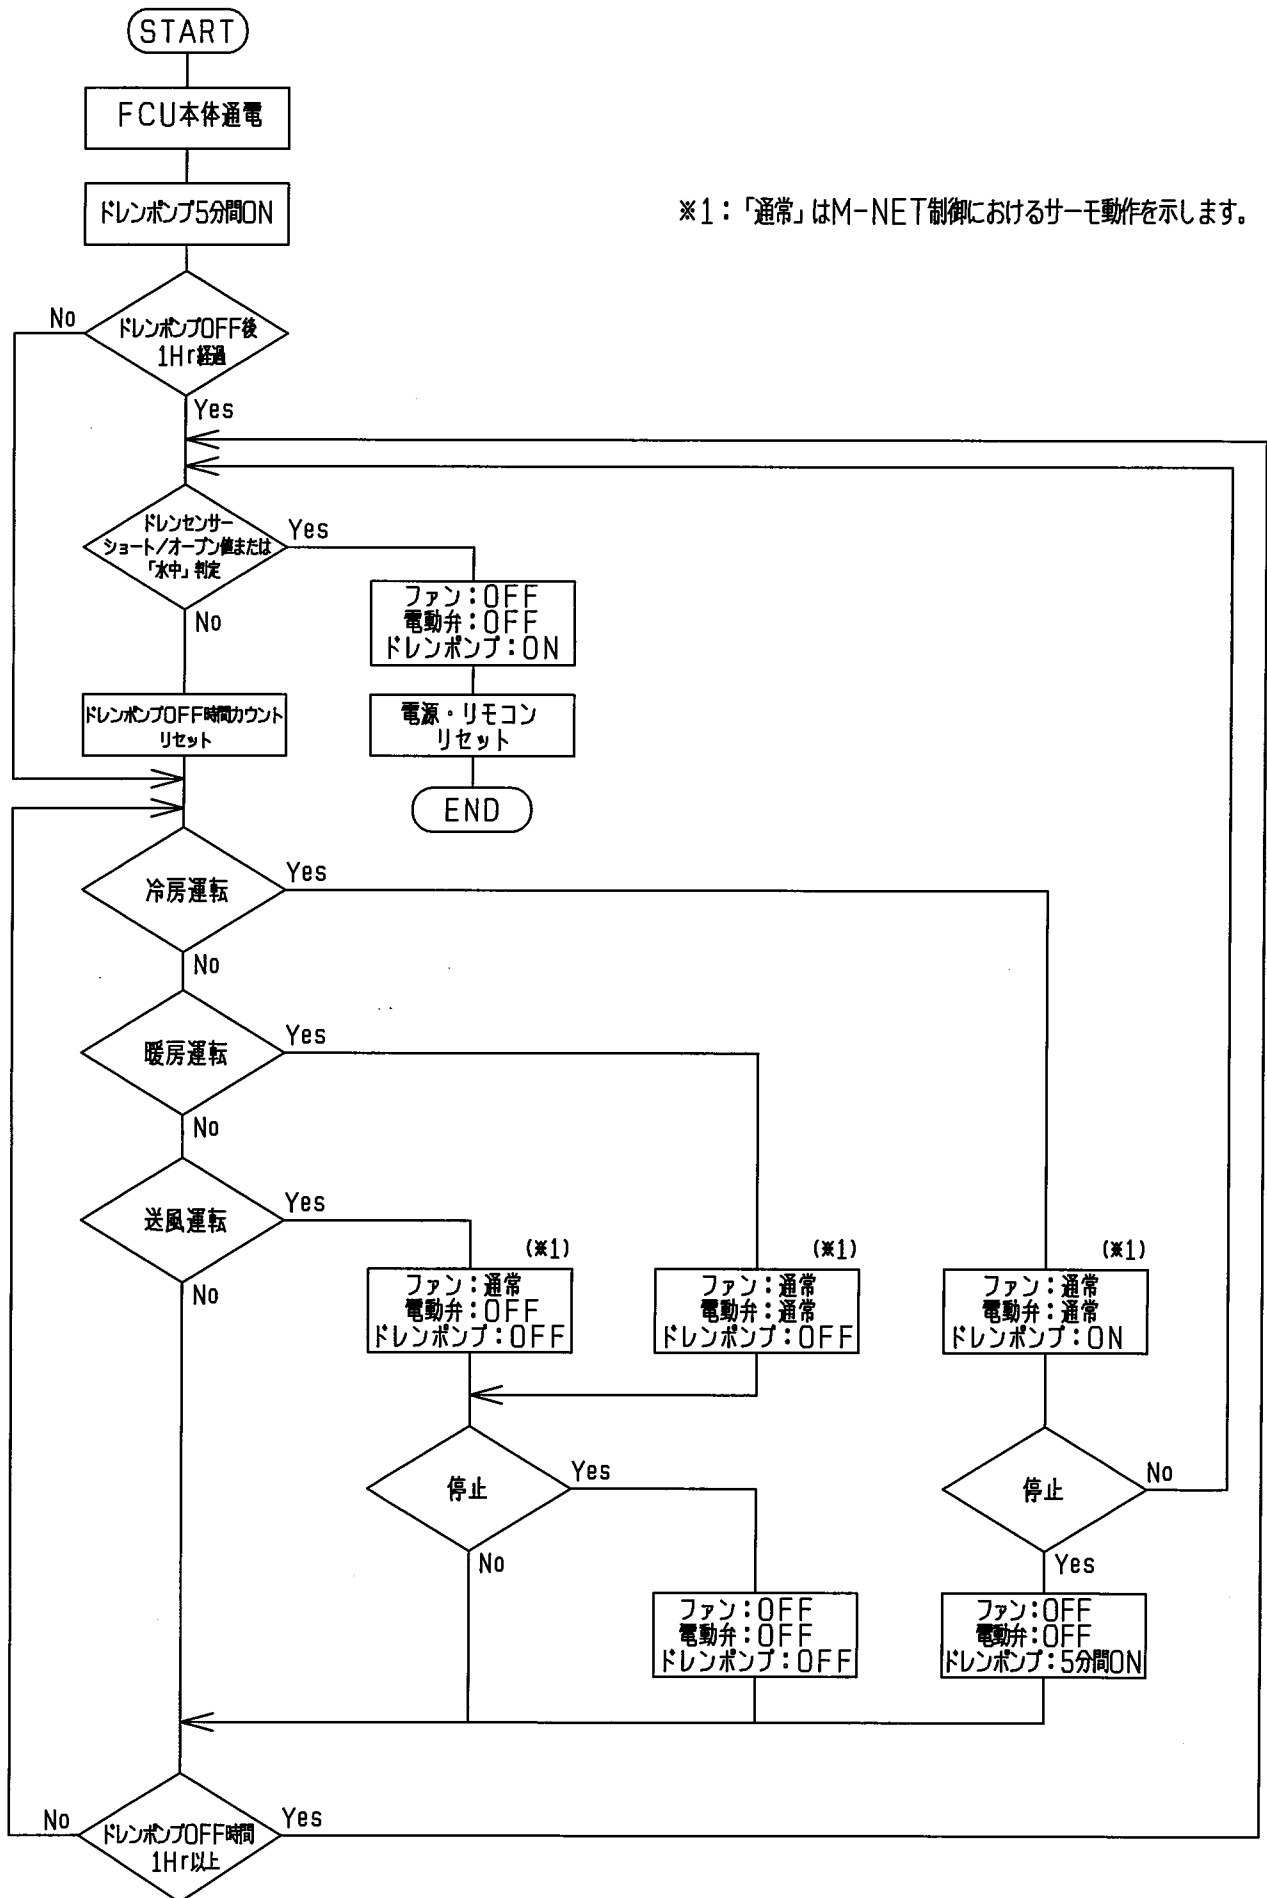 START
FCU本体通電
ドレンポンプ5分間ON
※1:「通常」はM-NET制御におけるサーモ動作を示します。
No
ドレンポンプOFF後
1Hr経過
Yes
ドレンセンサー
ショート/オープン値または
「水中」判定
Yes
No
ファン:OFF
電動弁:OFF
ドレンポンプ:ON
ドレンポンプOFF時間カウント
リセット
電源・リモコン
リセット
END
冷房運転
Yes
No
暖房運転
Yes
No
送風運転
Yes
No
(※1)
ファン:通常
電動弁:OFF
ドレンポンプ:OFF
(※1)
ファン:通常
電動弁:通常
ドレンポンプ:OFF
(※1)
ファン:通常
電動弁:通常
ドレンポンプ:ON
停止
Yes
No
停止
No
Yes
ファン:OFF
電動弁:OFF
ドレンポンプ:OFF
ファン:OFF
電動弁:OFF
ドレンポンプ:5分間ON
No
ドレンポンプOFF時間
1Hr以上
Yes